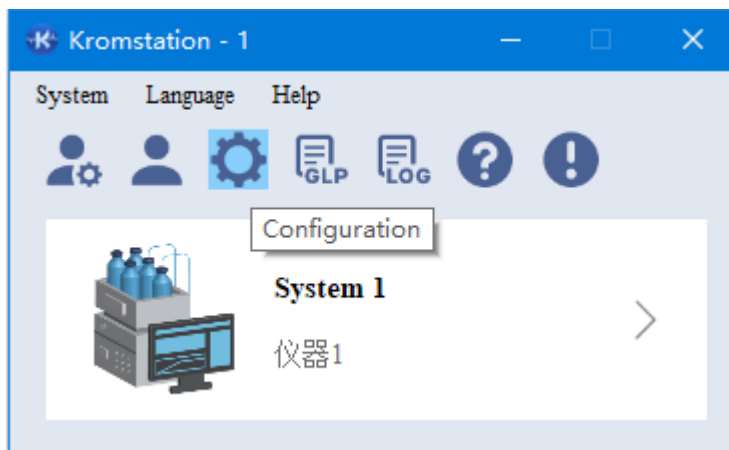 Kromstation - 1
System Language Help
GLP LOG
Configuration
System 1
仪器1